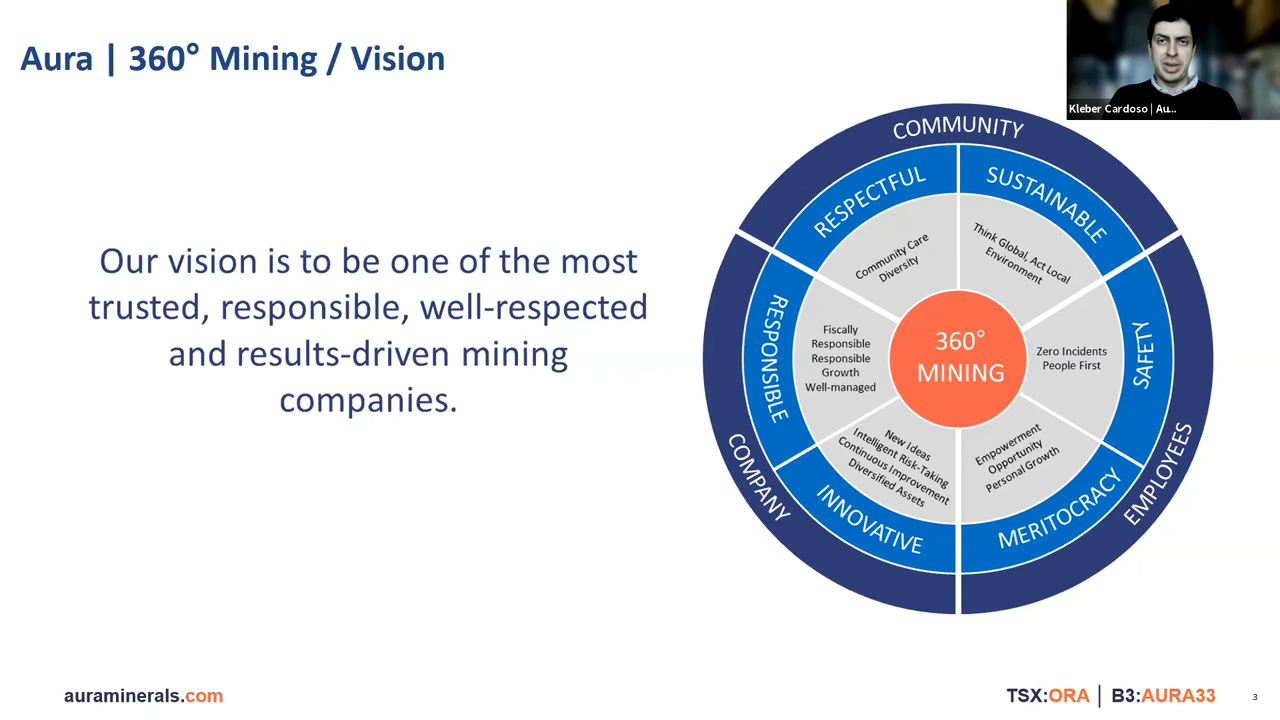 Aura | 360° Mining / Vision
Kleber Cardoso | Au...
Our vision is to be one of the most
trusted, responsible, well-respected
and results-driven mining
companies.
COMMUNITY
RESPECTFUL
SUSTAINABLE
Community Care
Diversity
Think Global, Act Local
Environment
RESPONSIBLE
Fiscally
Responsible
Responsible
Growth
Well-managed
360°
MINING
Zero Incidents
People First
SAFETY
New Ideas
Intelligent Risk-Taking
Continuous Improvement
Diversified Assets
Empowerment
Opportunity
Personal Growth
INNOVATIVE
MERITOCRACY
COMPANY
EMPLOYEES
auraminerals.com
TSX:ORA | B3:AURA33
3